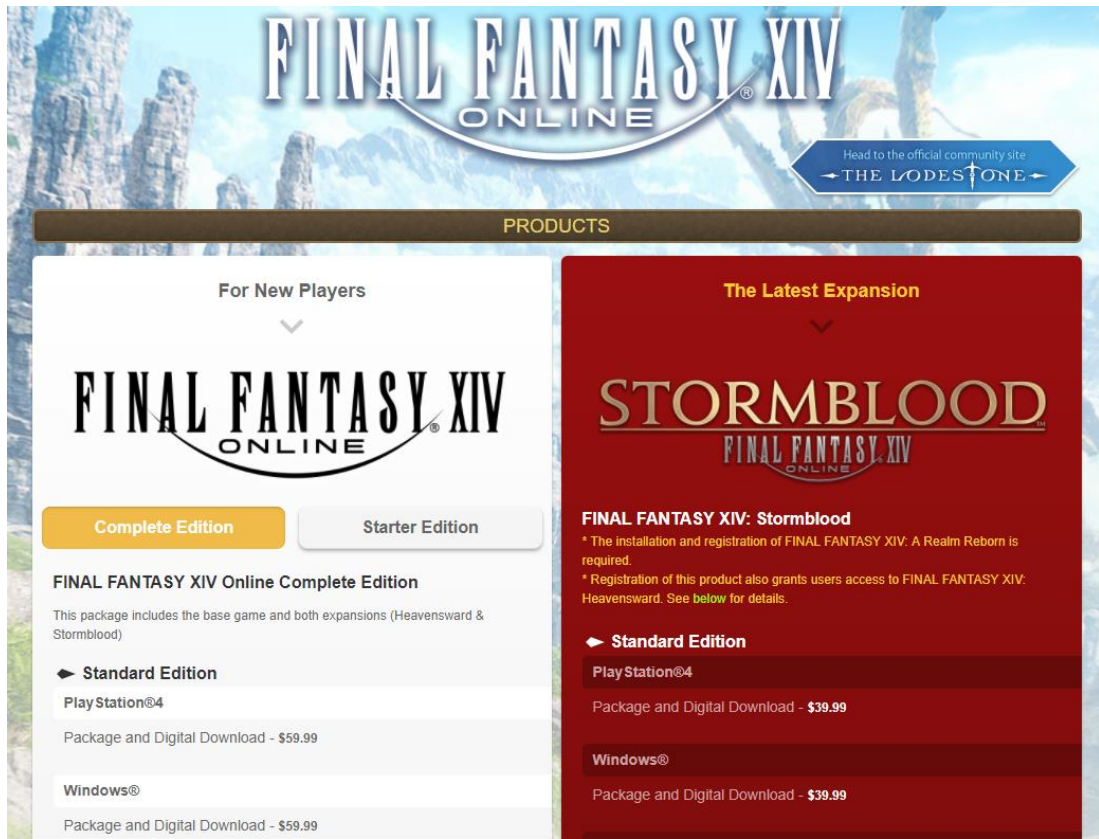 FINAL FANTASY® XIV
ONLINE
Head to the official community site
THE LODESTONE
PRODUCTS
For New Players
FINAL FANTASY® XIV
ONLINE
Complete Edition
Starter Edition
FINAL FANTASY XIV Online Complete Edition
This package includes the base game and both expansions (Heavensward &
Stormblood)
Standard Edition
PlayStation®4
Package and Digital Download - $59.99
Windows®
Package and Digital Download - $59.99
The Latest Expansion
STORMBLOOD™
FINAL FANTASY® XIV
ONLINE
FINAL FANTASY XIV: Stormblood
* The installation and registration of FINAL FANTASY XIV: A Realm Reborn is
required.
* Registration of this product also grants users access to FINAL FANTASY XIV:
Heavensward. See below for details.
Standard Edition
PlayStation®4
Package and Digital Download - $39.99
Windows®
Package and Digital Download - $39.99